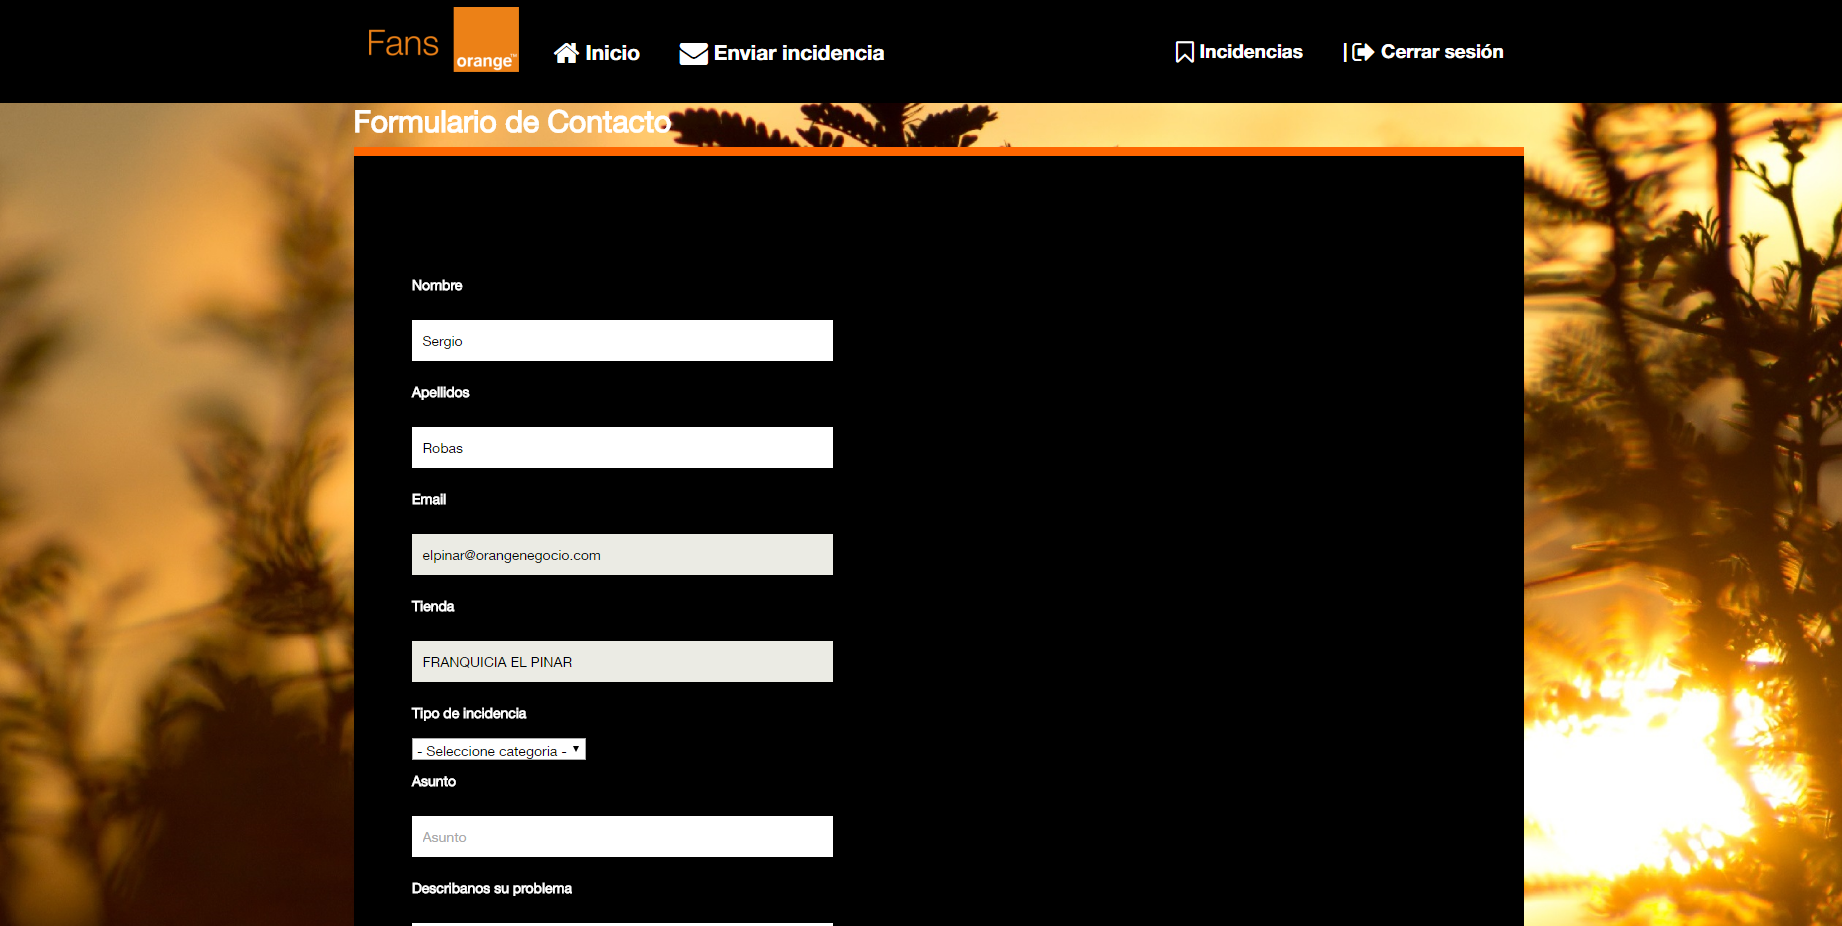 Fans
orange™
Inicio
Enviar incidencia
Incidencias
| Cerrar sesión
Formulario de Contacto
Nombre
Sergio
Apellidos
Robas
Email
elpinar@orangenegocio.com
Tienda
FRANQUICIA EL PINAR
Tipo de incidencia
- Seleccione categoria -
Asunto
Asunto
Describanos su problema